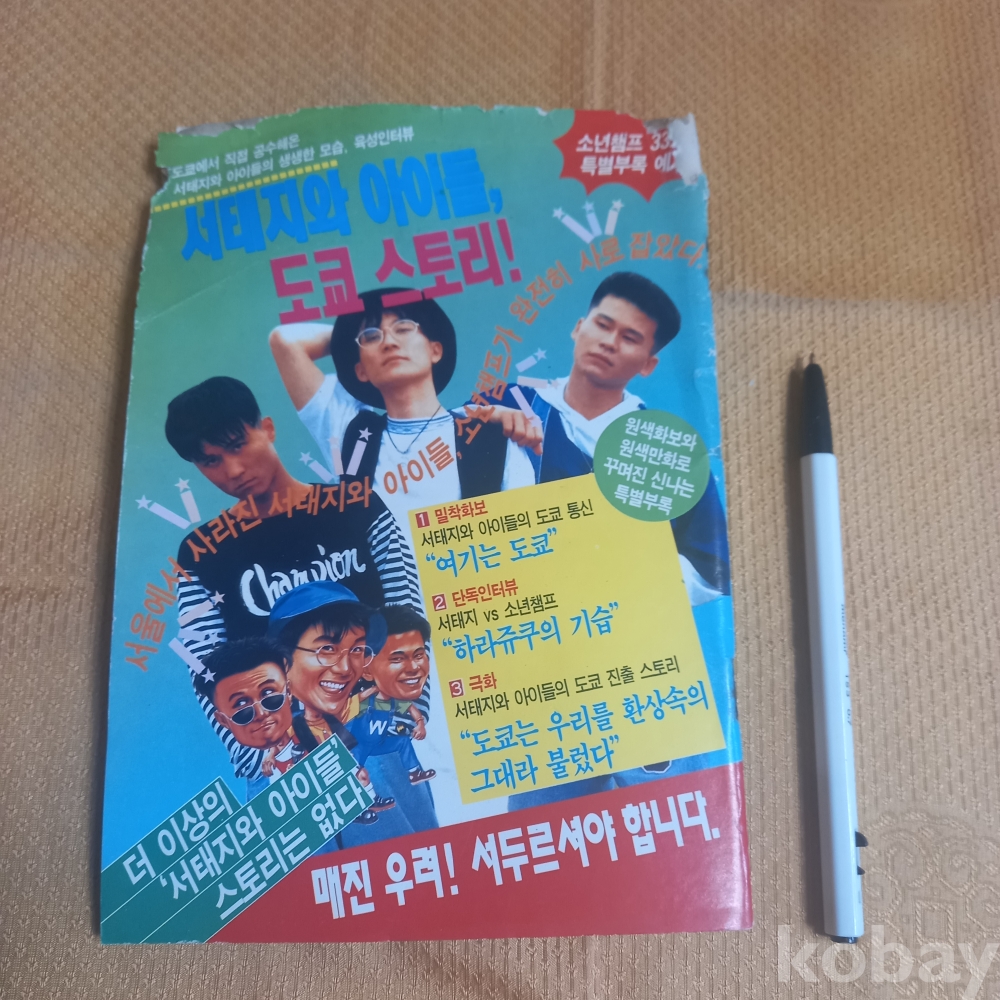 도쿄에서 직접 공수해온
서태지와 아이들의 생생한 모습, 육성인터뷰
소년챔프 '33
특별부록 예고
서태지와 아이들,
도쿄 스토리!
서울에서 사라진 서태지와 아이들, 소년챔프가 완전히 사로 잡았다.
원색화보와
원색만화로
꾸며진 신나는
특별부록
1 밀착화보
서태지와 아이들의 도쿄 통신
“여기는 도쿄”
2 단독인터뷰
서태지 vs 소년챔프
“하라쥬쿠의 기습”
3 극화
서태지와 아이들의 도쿄 진출 스토리
“도쿄는 우리를 환상속의
그대라 불렀다”
Champion
W
더 이상의
‘서태지와 아이들’
스토리는 없다!
매진 우려! 서두르셔야 합니다.
kobay